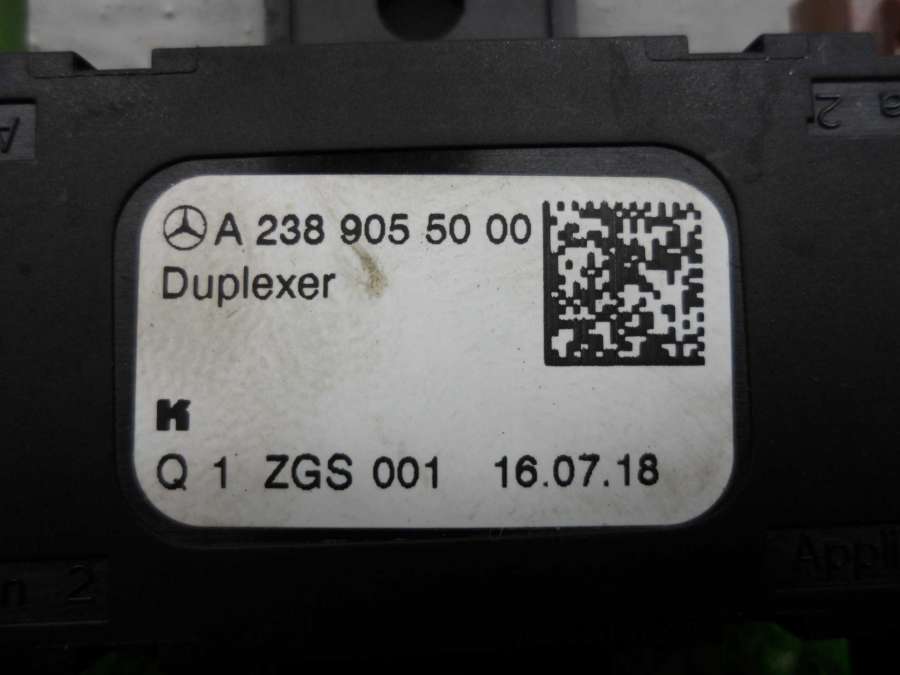 A 238 905 50 00
Duplexer
K
Q 1 ZGS 001 16.07.18